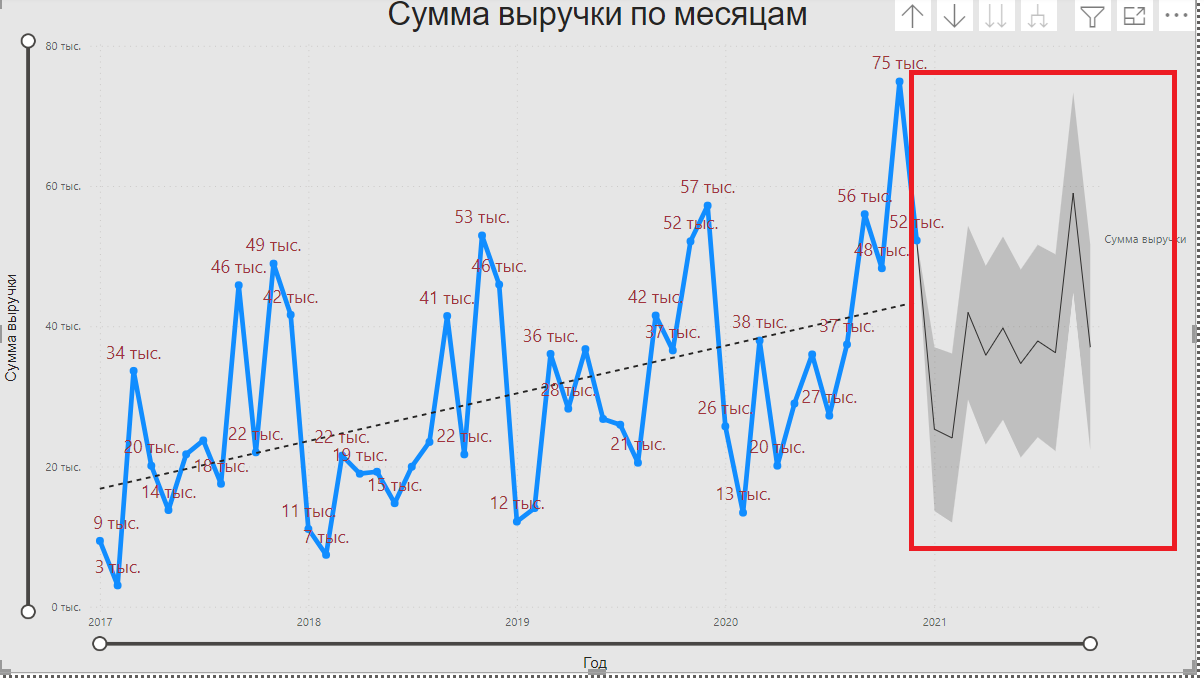 Сумма выручки по месяцам
80 тыс.
60 тыс.
40 тыс.
20 тыс.
0 тыс.
Сумма выручки
9 тыс.
3 тыс.
34 тыс.
20 тыс.
14 тыс.
18 тыс.
46 тыс.
22 тыс.
49 тыс.
42 тыс.
11 тыс.
7 тыс.
22 тыс.
19 тыс.
15 тыс.
41 тыс.
22 тыс.
53 тыс.
46 тыс.
12 тыс.
36 тыс.
28 тыс.
21 тыс.
42 тыс.
37 тыс.
52 тыс.
57 тыс.
26 тыс.
13 тыс.
38 тыс.
20 тыс.
27 тыс.
37 тыс.
56 тыс.
48 тыс.
75 тыс.
52 тыс.
Сумма выручки
2017
2018
2019
2020
2021
Год